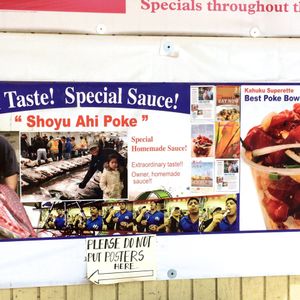 Specials throughout t
Taste! Special Sauce!
" Shoyu Ahi Poke "
Special
Homemade Sauce!
Extraordinary taste!!
Owner, homemade
sauce!!
Kahuku Superette
Best Poke Bow
PLEASE DO NOT
PUT POSTERS
HERE